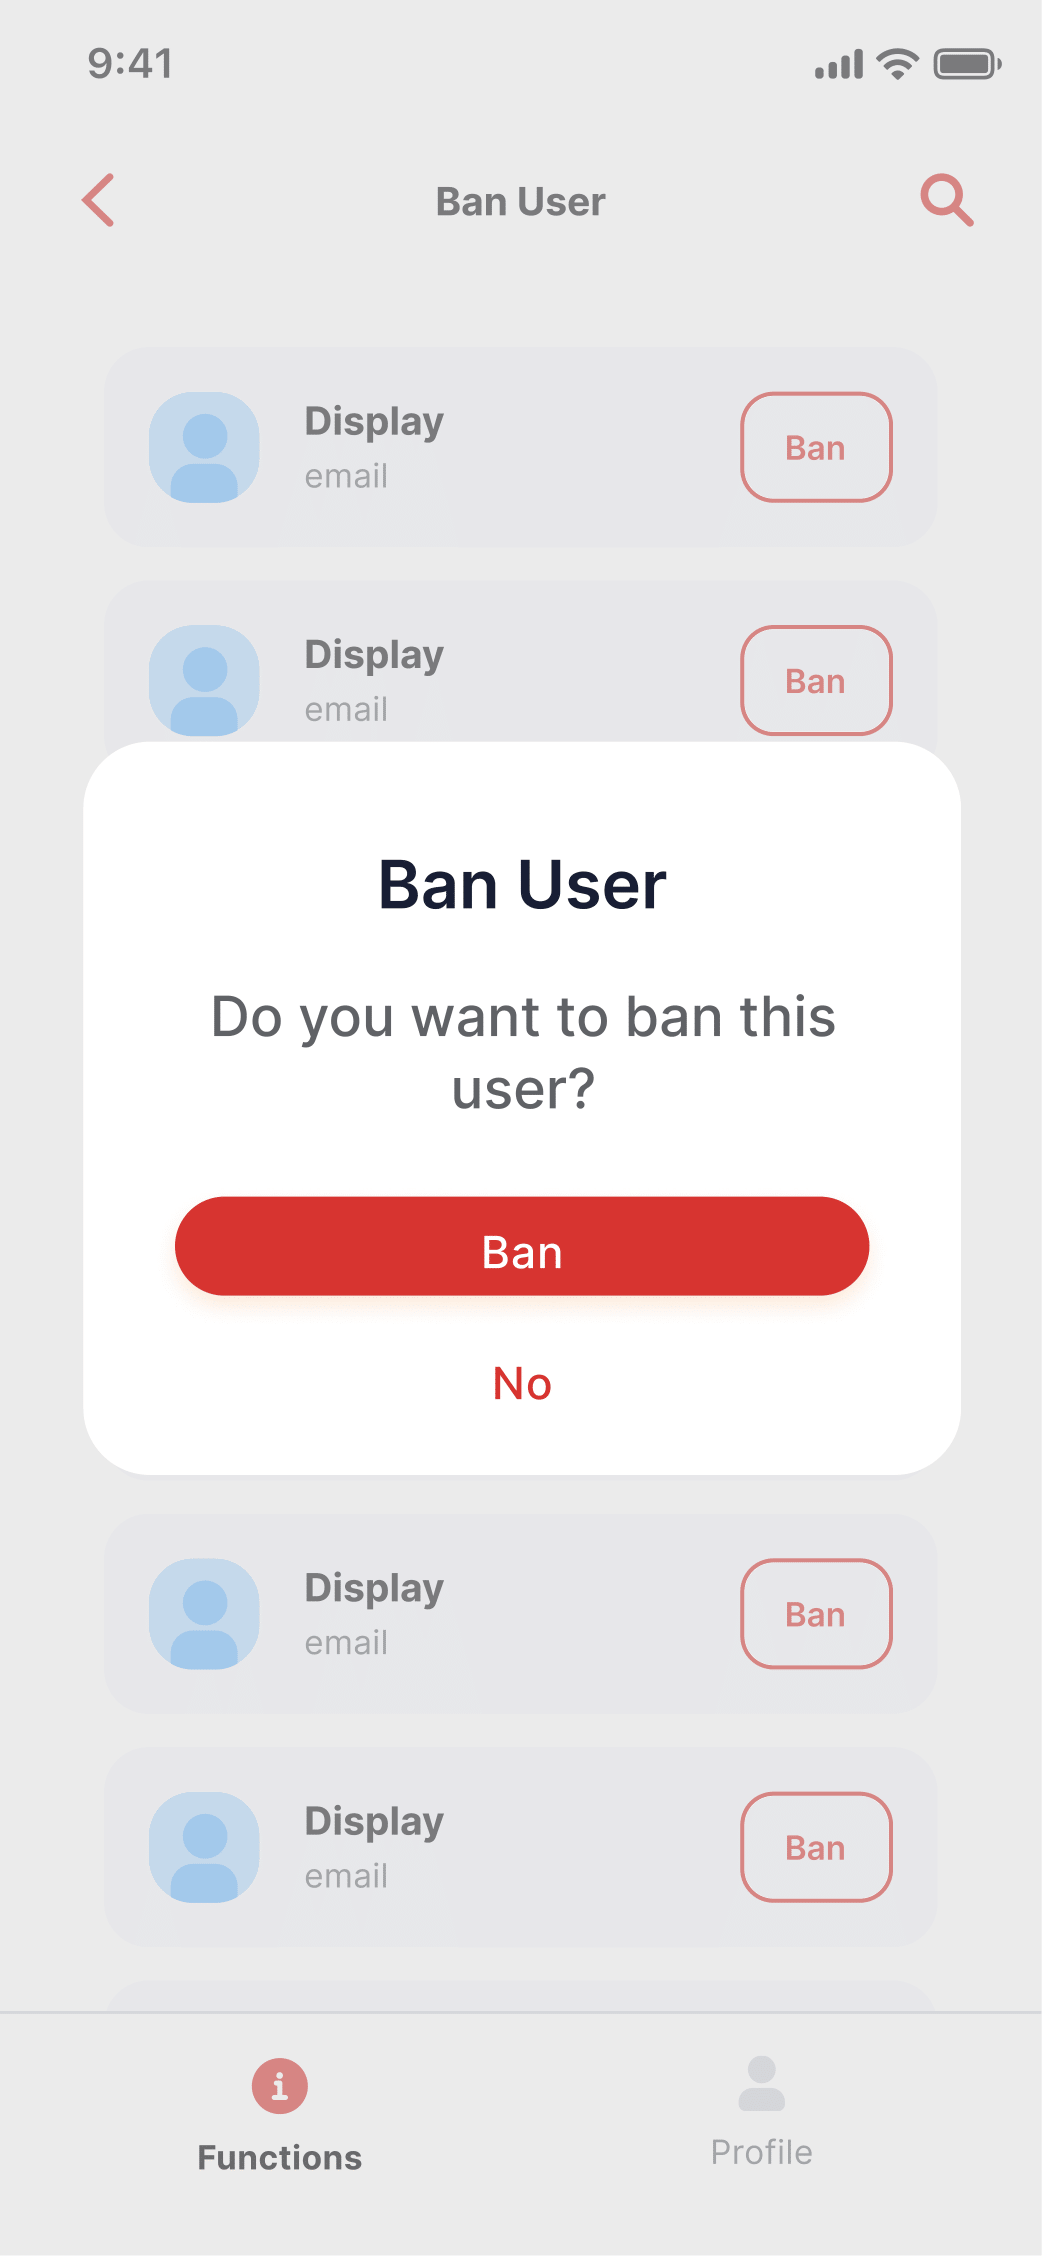 9:41
Ban User
Display
email
Ban
Display
email
Ban
Ban User
Do you want to ban this
user?
Ban
No
Display
email
Ban
Display
email
Ban
Functions
Profile